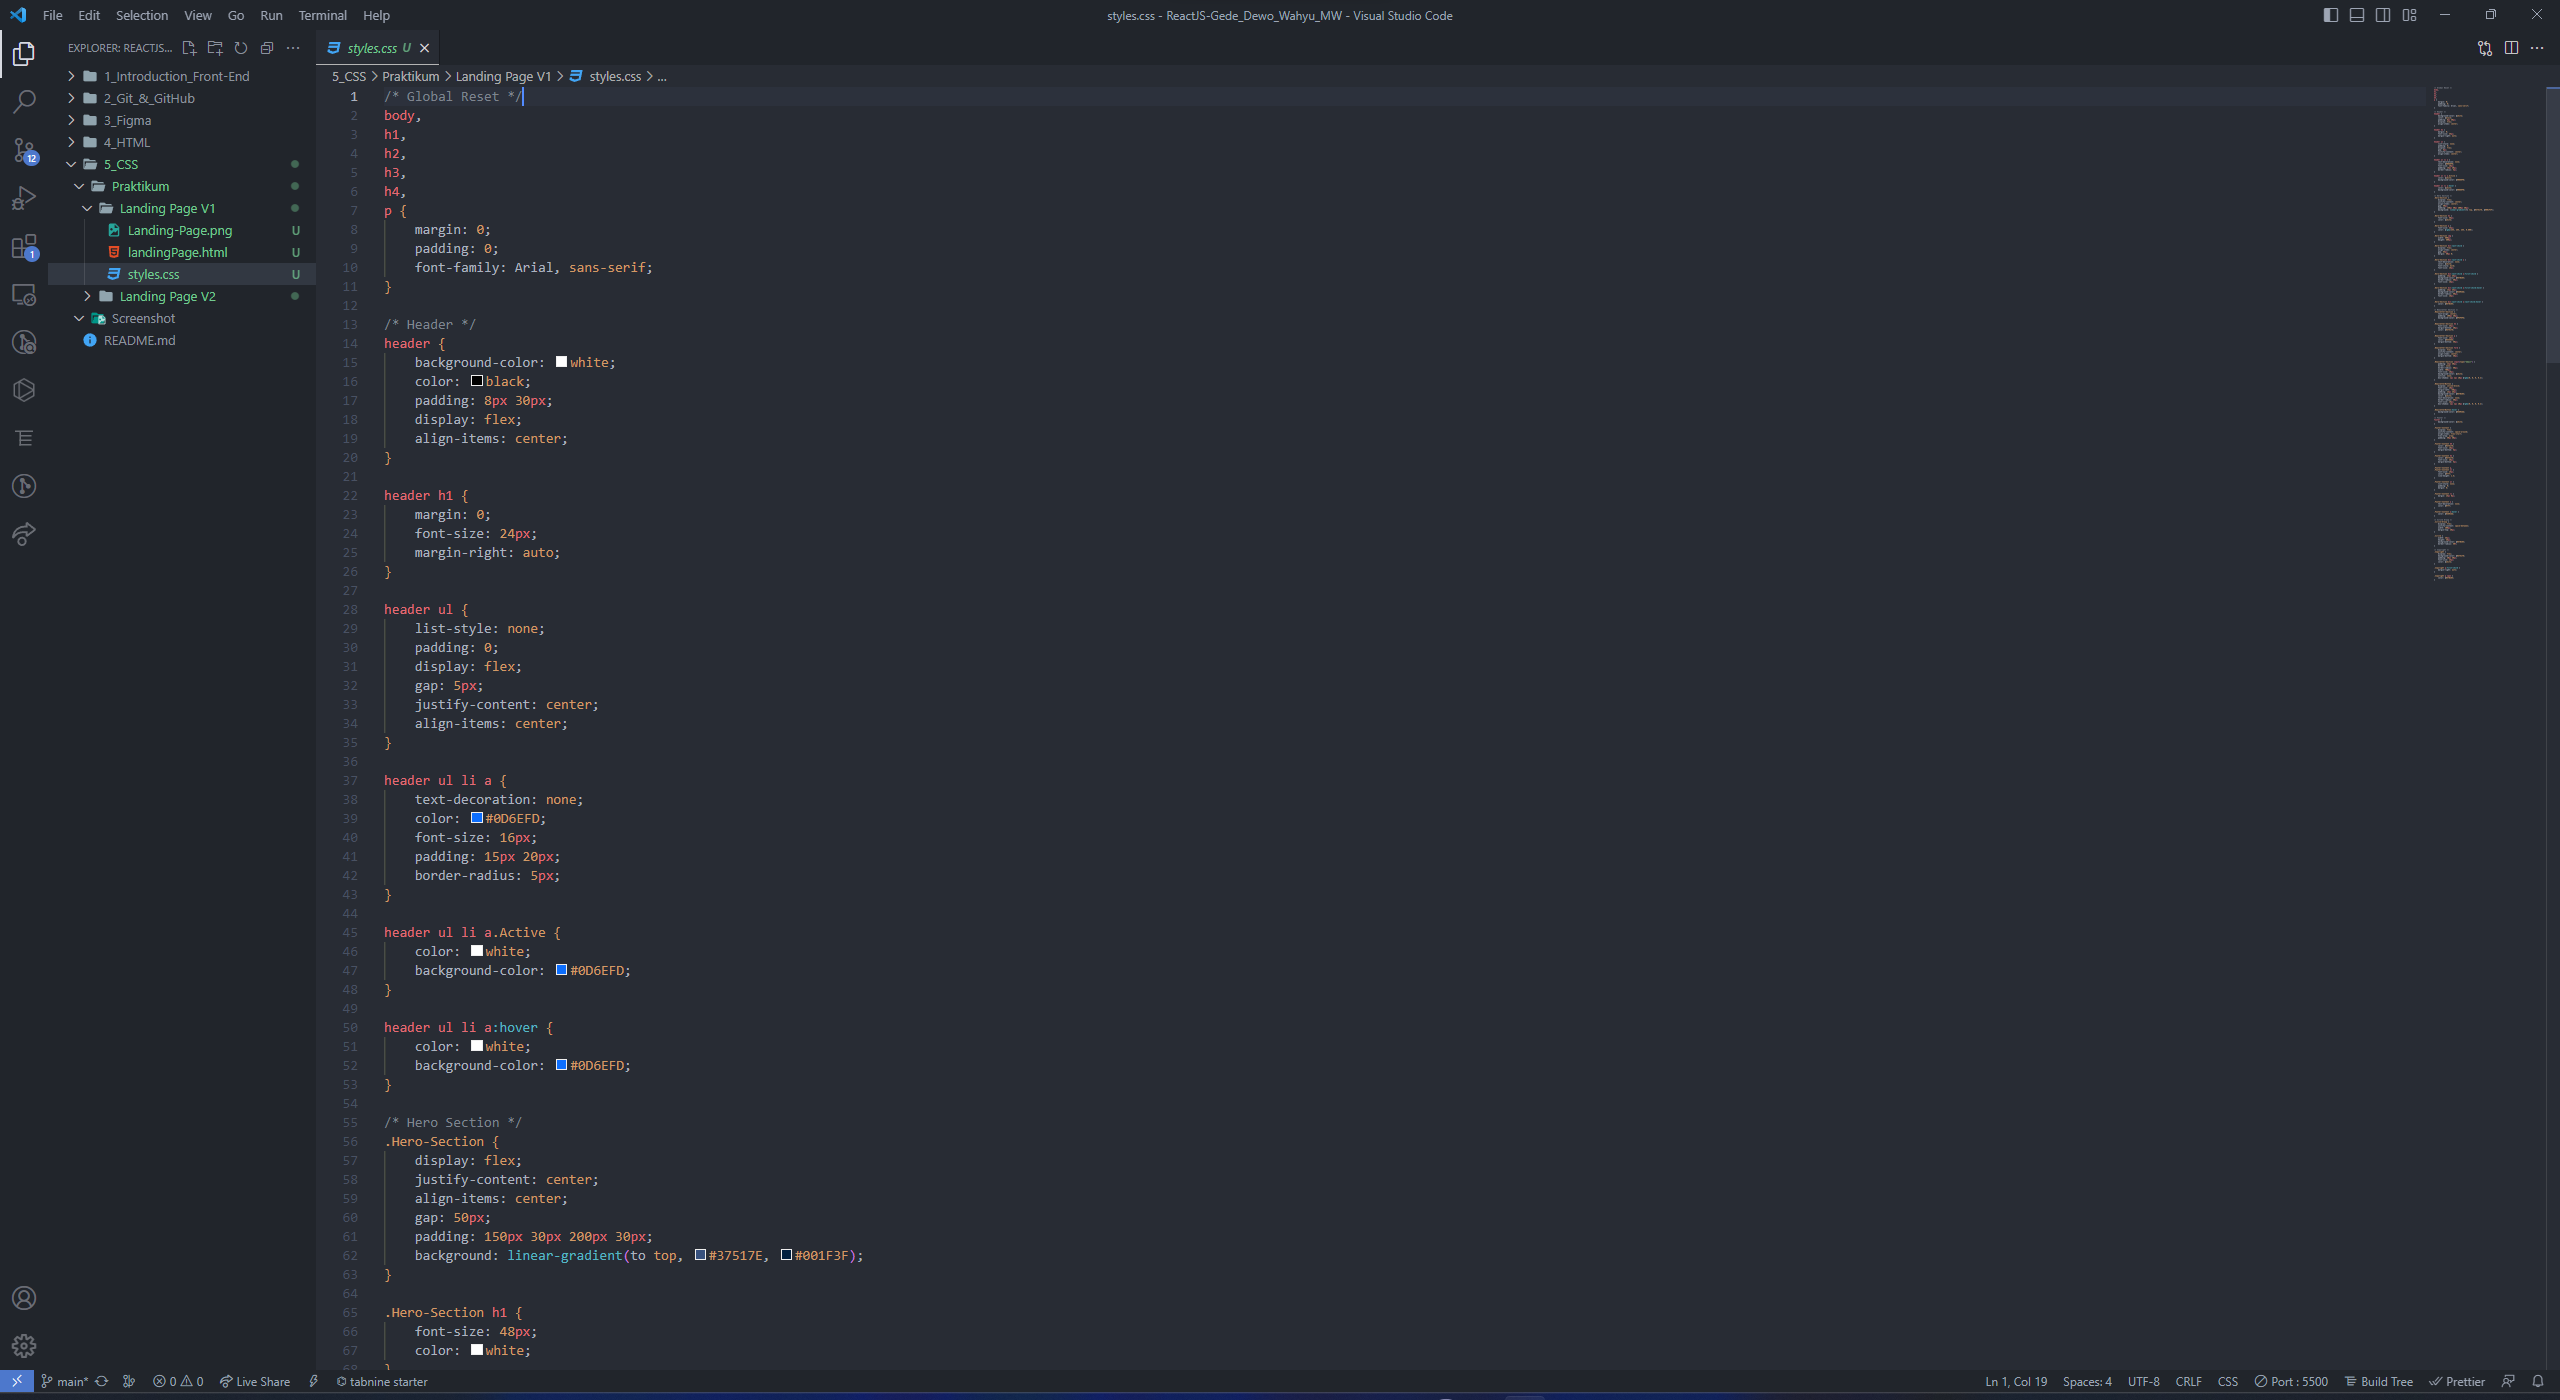 File Edit Selection View Go Run Terminal Help
styles.css - ReactJS-Gede_Dewo_Wahyu_MW - Visual Studio Code
EXPLORER: REACTJS...
1_Introduction_Front-End
2_Git_&_GitHub
3_Figma
4_HTML
5_CSS
Praktikum
Landing Page V1
Landing-Page.png U
landingPage.html U
styles.css U
Landing Page V2
Screenshot
README.md
12
1
styles.css U
5_CSS > Praktikum > Landing Page V1 > styles.css > ...
1 /* Global Reset */
2 body,
3 h1,
4 h2,
5 h3,
6 h4,
7 p {
8 margin: 0;
9 padding: 0;
10 font-family: Arial, sans-serif;
11 }
12
13 /* Header */
14 header {
15 background-color: white;
16 color: black;
17 padding: 8px 30px;
18 display: flex;
19 align-items: center;
20 }
21
22 header h1 {
23 margin: 0;
24 font-size: 24px;
25 margin-right: auto;
26 }
27
28 header ul {
29 list-style: none;
30 padding: 0;
31 display: flex;
32 gap: 5px;
33 justify-content: center;
34 align-items: center;
35 }
36
37 header ul li a {
38 text-decoration: none;
39 color: #0D6EFD;
40 font-size: 16px;
41 padding: 15px 20px;
42 border-radius: 5px;
43 }
44
45 header ul li a.Active {
46 color: white;
47 background-color: #0D6EFD;
48 }
49
50 header ul li a:hover {
51 color: white;
52 background-color: #0D6EFD;
53 }
54
55 /* Hero Section */
56 .Hero-Section {
57 display: flex;
58 justify-content: center;
59 align-items: center;
60 gap: 50px;
61 padding: 150px 30px 200px 30px;
62 background: linear-gradient(to top, #37517E, #001F3F);
63 }
64
65 .Hero-Section h1 {
66 font-size: 48px;
67 color: white;
68 }
main* 0 0 Live Share tabnine starter
Ln 1, Col 19 Spaces: 4 UTF-8 CRLF CSS Port : 5500 Build Tree Prettier